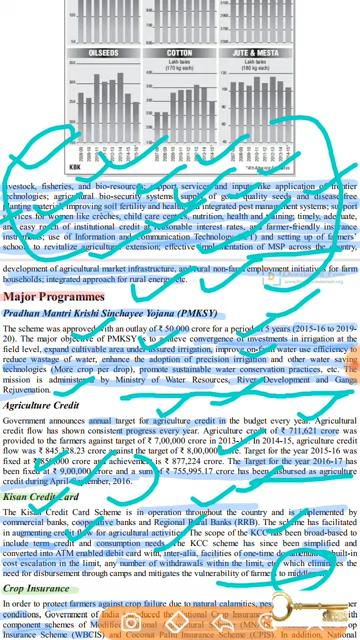 OILSEEDS
COTTON
JUTE & MESTA
Lakh tonnes
Lakh bales
(170 kg each)
Lakh bales
(180 kg each)
KBK
livestock, fisheries, and bio-resources; support services and inputs like application of frontier
technologies; agricultural bio-security systems; supply of good quality seeds and disease-free
planting material, improving soil fertility and health, and integrated pest management systems; support
services for women like crèches, child care centres, nutrition, health and training; timely, adequate,
and easy reach of institutional credit at reasonable interest rates, and farmer-friendly insurance
instruments; use of Information and Communication Technology (ICT) and setting up of farmers'
schools to revitalize agricultural extension; effective implementation of MSP across the country,
development of agricultural market infrastructure, and rural non-farm employment initiatives for farm
households; integrated approach for rural energy etc.
Major Programmes
Pradhan Mantri Krishi Sinchayee Yojana (PMKSY)
The scheme was approved with an outlay of ₹ 50,000 crore for a period of 5 years (2015-16 to 2019-
20). The major objective of PMKSY is to achieve convergence of investments in irrigation at the
field level, expand cultivable area under assured irrigation, improve on-farm water use efficiency to
reduce wastage of water, enhance the adoption of precision irrigation and other water saving
technologies (More crop per drop), promote sustainable water conservation practices, etc. The
mission is administered by Ministry of Water Resources, River Development and Ganga
Rejuvenation.
Agriculture Credit
Government announces annual target for agriculture credit in the budget every year. Agricultural
credit flow has shown consistent progress every year. Agriculture credit of ₹ 711,621 crore was
provided to the farmers against target of ₹ 7,00,000 crore in 2013-14. In 2014-15, agriculture credit
flow was ₹ 845,328.23 crore against the target of ₹ 8,00,000 crore. Target for the year 2015-16 was
fixed at ₹ 850,000 crore and achievement is ₹ 877,224 crore. The Target for the year 2016-17 has
been fixed at ₹ 9,00,000 crore and a sum of ₹ 755,995.17 crore has been disbursed as agriculture
credit during April-September, 2016.
Kisan Credit Card
The Kisan Credit Card Scheme is in operation throughout the country and is implemented by
commercial banks, cooperative banks and Regional Rural Banks (RRB). The scheme has facilitated
in augmenting credit flow for agricultural activities. The scope of the KCC has been broad-based to
include term credit and consumption needs. The KCC scheme has since been simplified and
converted into ATM enabled debit card with, inter-alia, facilities of one-time documentation, built-in
cost escalation in the limit, any number of withdrawals within the limit, etc., which eliminates the
need for disbursement through camps and mitigates the vulnerability of farmers to middlemen.
Crop Insurance
In order to protect farmers against crop failure due to natural calamities, pes
conditions, Government of India introduced the National Crop Insurance
with component schemes of Modified National Agricultural
Insurance Scheme (WBCIS) and Coconut Palm Insurance Scheme (CPIS). In addition, National